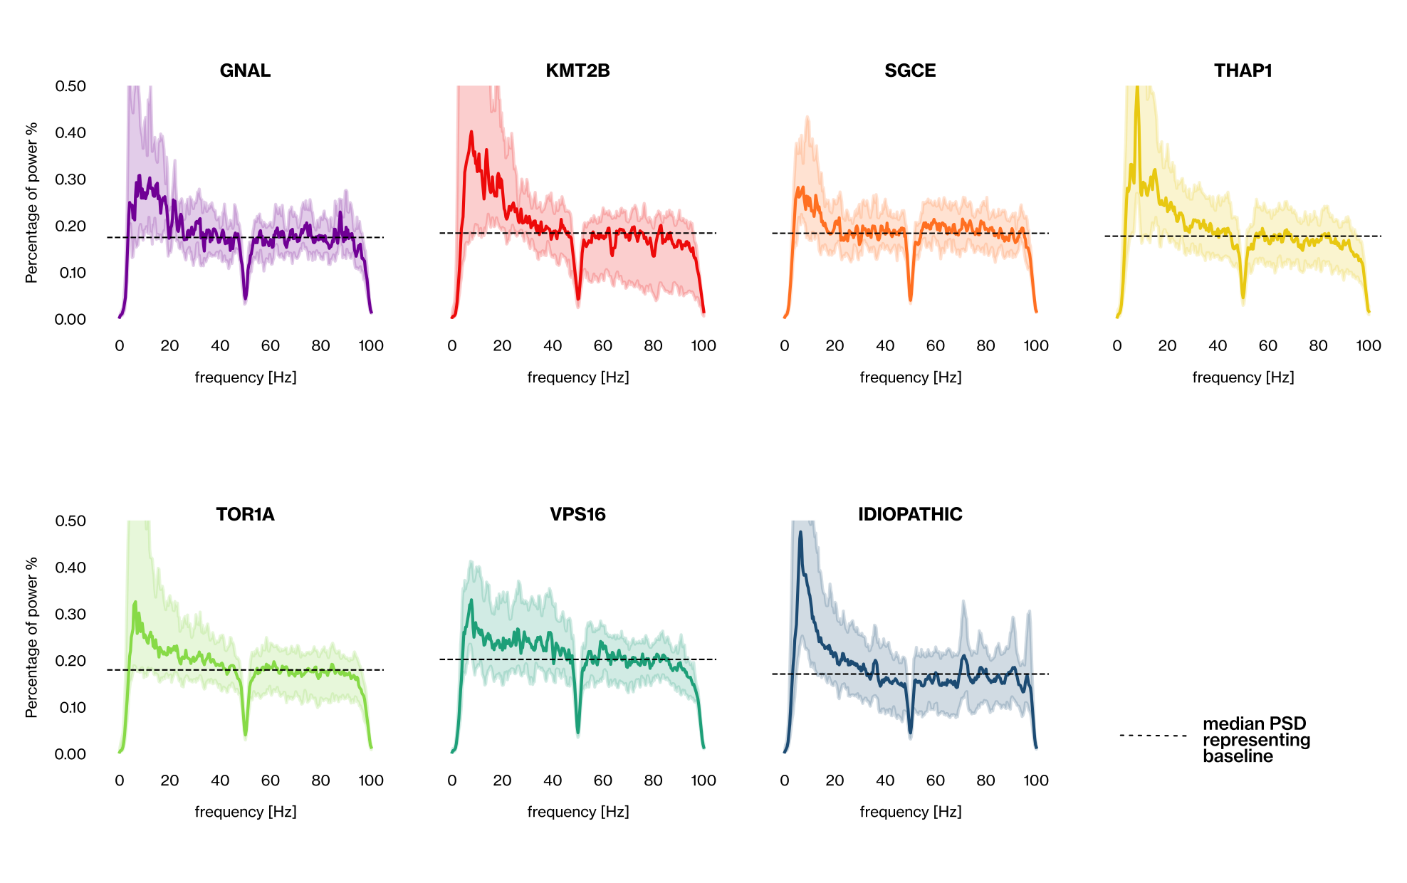 GNAL
KMT2B
SGCE
THAP1
Percentage of power %
0.50
0.40
0.30
0.20
0.10
0.00
0 20 40 60 80 100
0 20 40 60 80 100
0 20 40 60 80 100
0 20 40 60 80 100
frequency [Hz]
frequency [Hz]
frequency [Hz]
frequency [Hz]
TOR1A
VPS16
IDIOPATHIC
Percentage of power %
0.50
0.40
0.30
0.20
0.10
0.00
0 20 40 60 80 100
0 20 40 60 80 100
0 20 40 60 80 100
frequency [Hz]
frequency [Hz]
frequency [Hz]
median PSD
representing
baseline